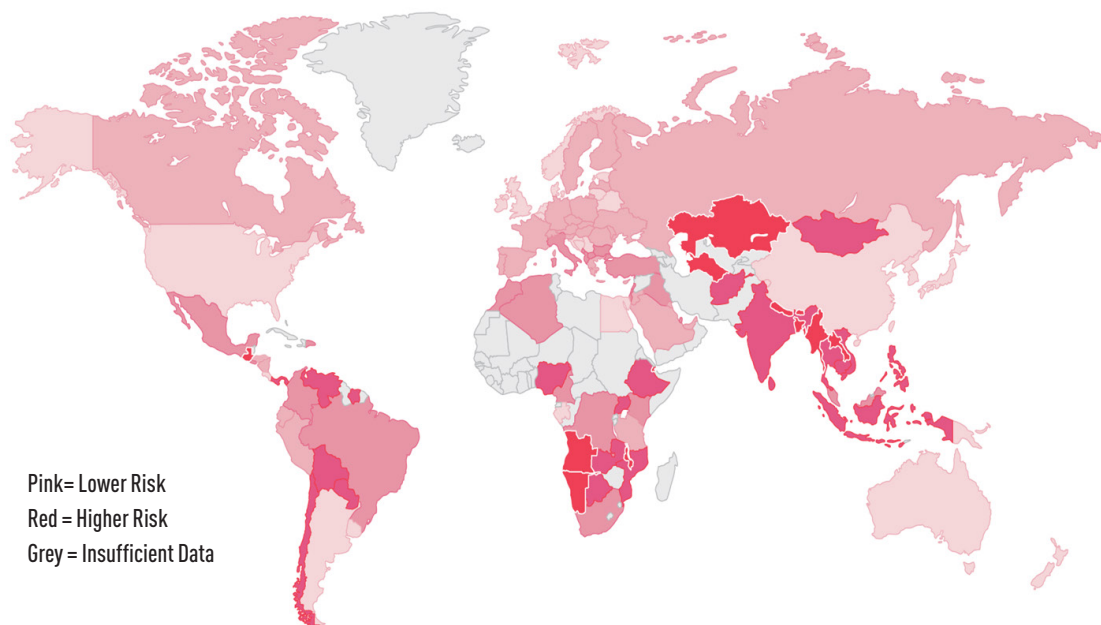 Pink= Lower Risk
Red = Higher Risk
Grey = Insufficient Data